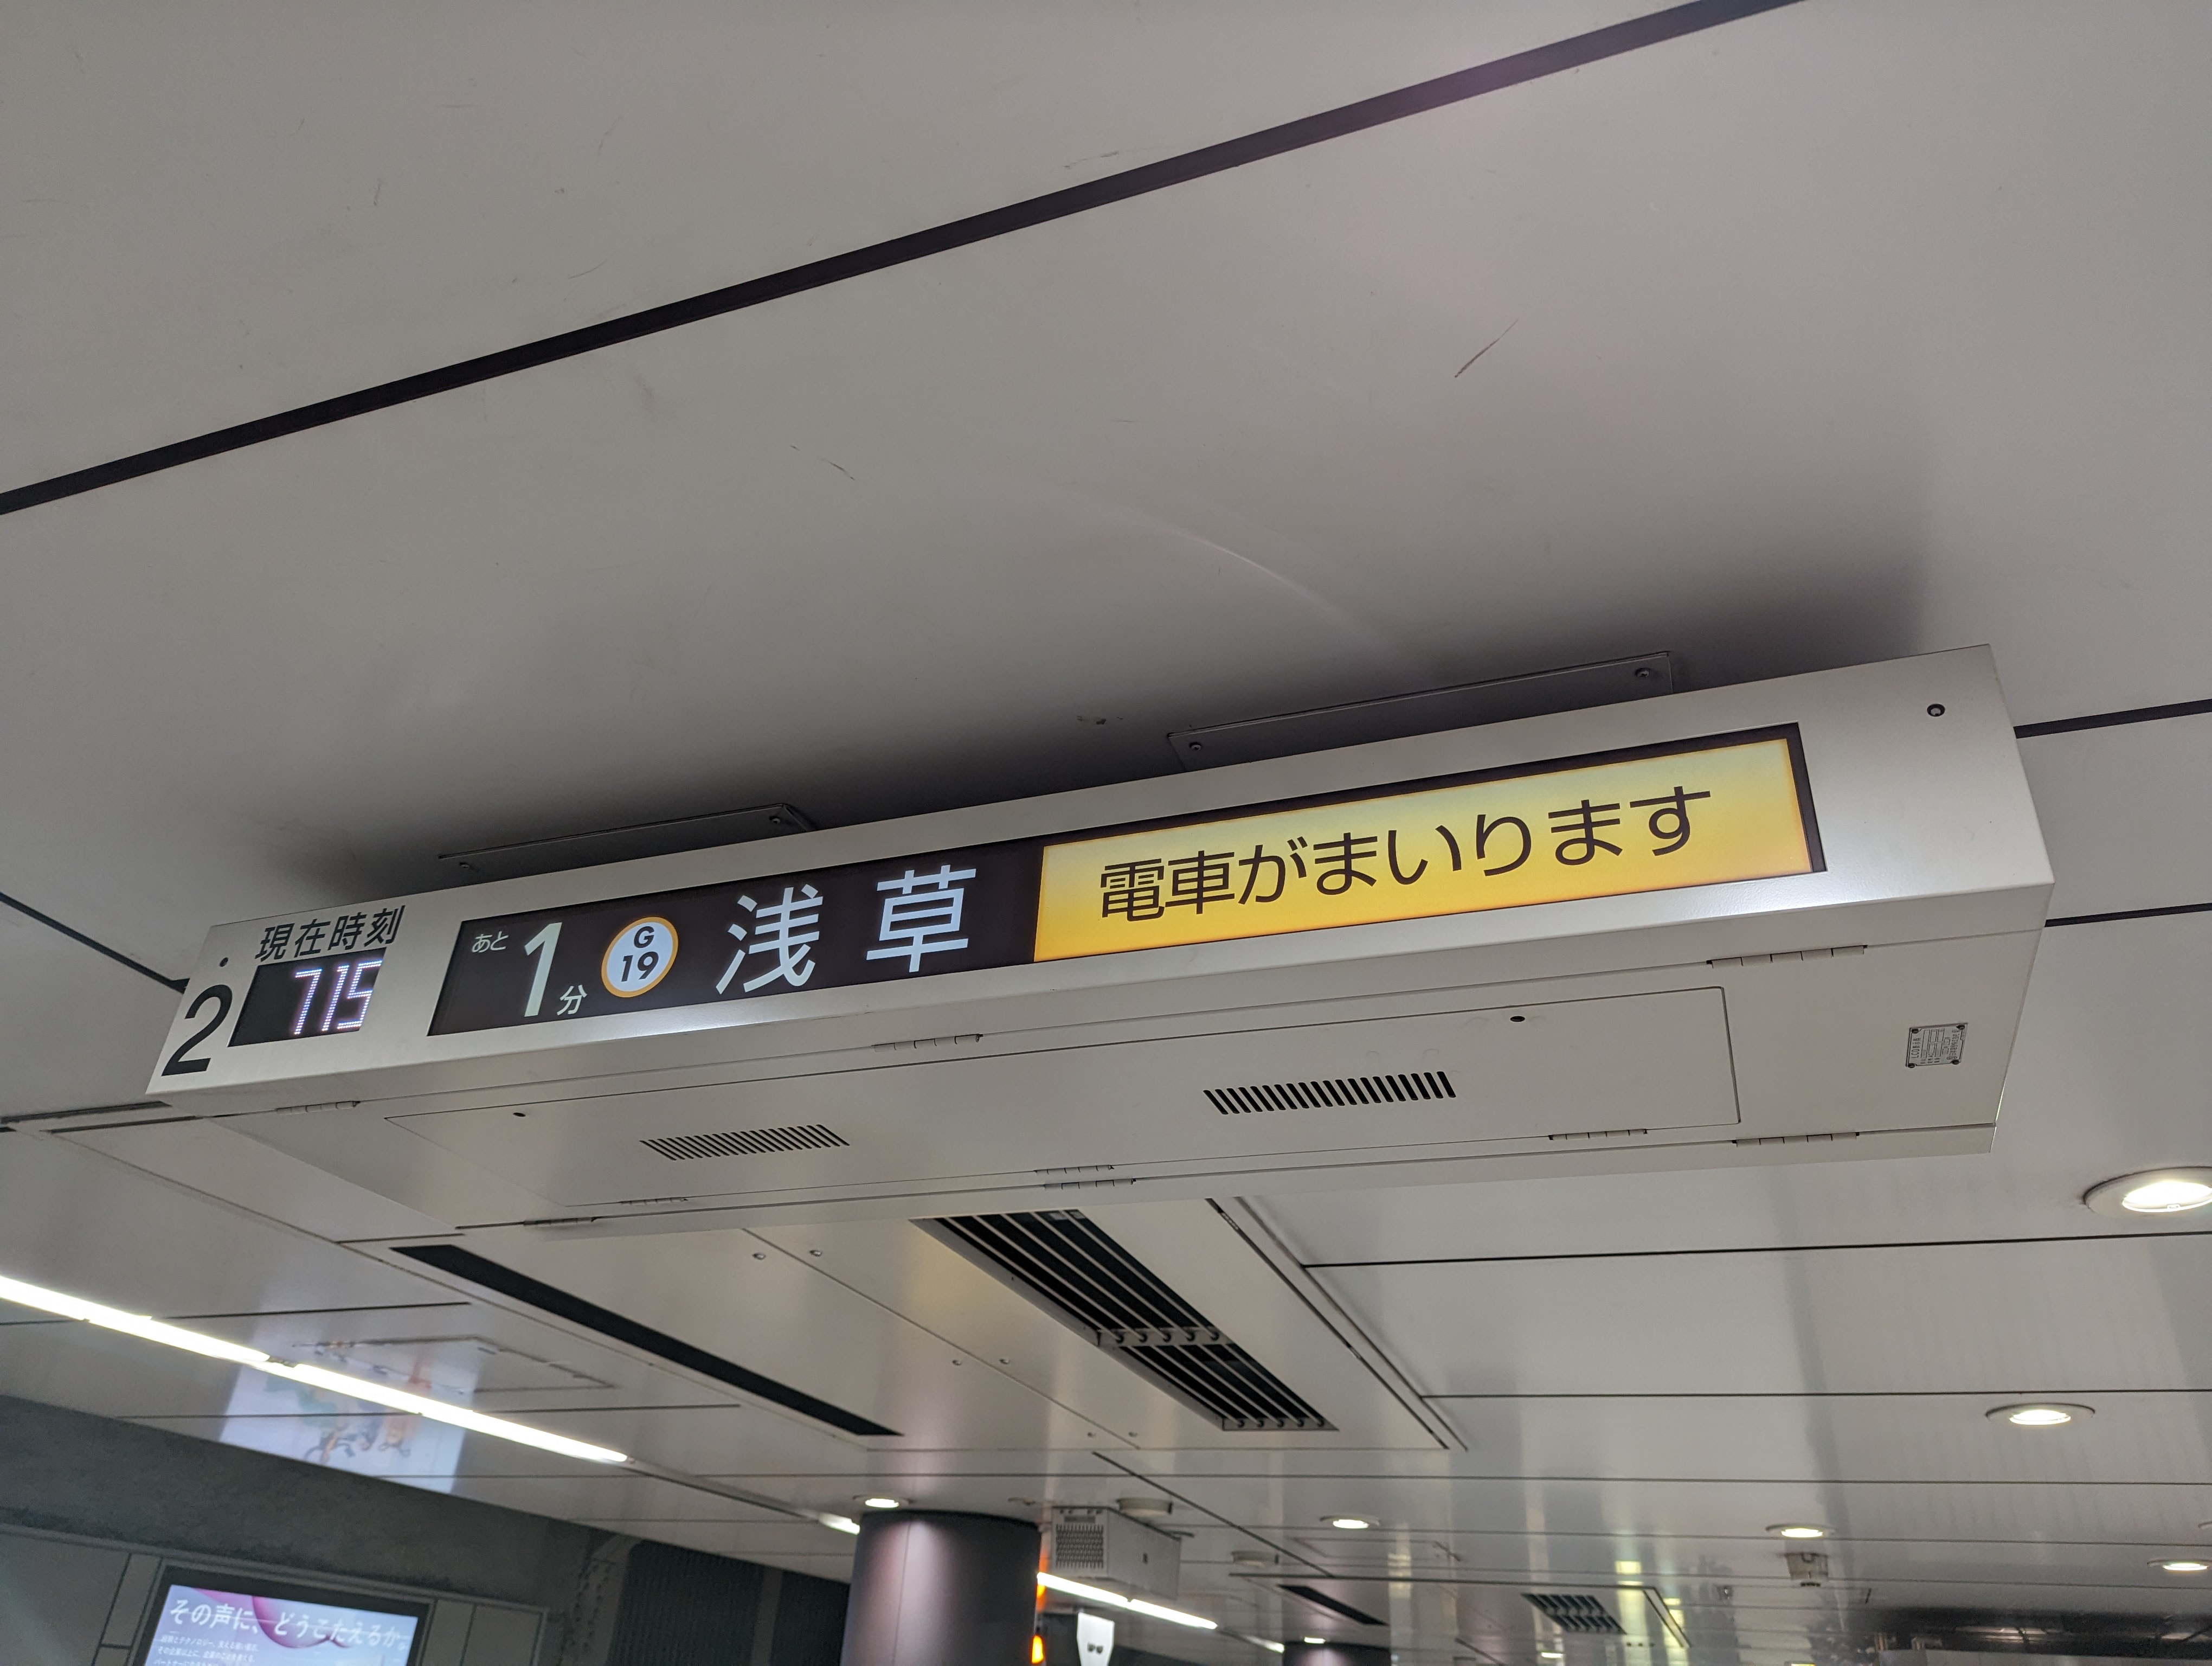 現在時刻
2
715
あと1分
G
19
浅草
電車がまいります
その声に、どうこたえるか。